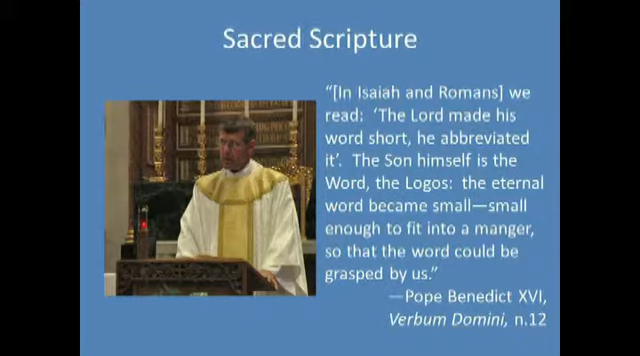 Sacred Scripture
“[In Isaiah and Romans] we
read:  ‘The Lord made his
word short, he abbreviated
it’.  The Son himself is the
Word, the Logos:  the eternal
word became small—small
enough to fit into a manger,
so that the word could be
grasped by us.”
—Pope Benedict XVI,
Verbum Domini, n.12